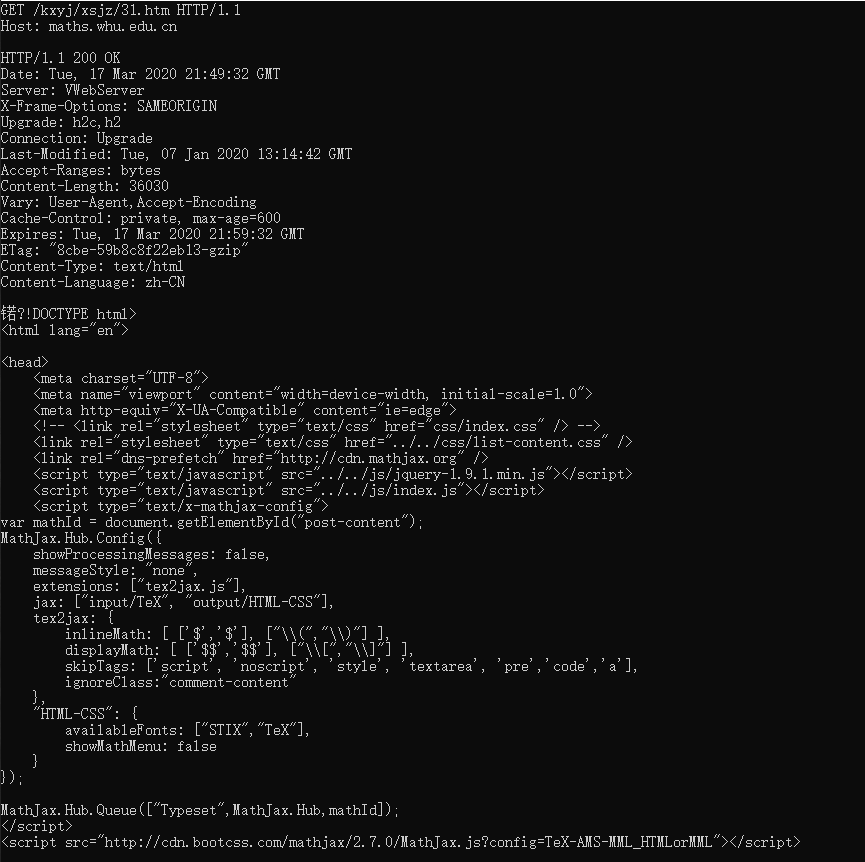 GET /kxyj/xsjz/31.htm HTTP/1.1
Host: maths.whu.edu.cn

HTTP/1.1 200 OK
Date: Tue, 17 Mar 2020 21:49:32 GMT
Server: VWebServer
X-Frame-Options: SAMEORIGIN
Upgrade: h2c,h2
Connection: Upgrade
Last-Modified: Tue, 07 Jan 2020 13:14:42 GMT
Accept-Ranges: bytes
Content-Length: 36030
Vary: User-Agent,Accept-Encoding
Cache-Control: private, max-age=600
Expires: Tue, 17 Mar 2020 21:59:32 GMT
ETag: "8cbe-59b8c8f22eb13-gzip"
Content-Type: text/html
Content-Language: zh-CN

锘?!DOCTYPE html>
<html lang="en">

<head>
    <meta charset="UTF-8">
    <meta name="viewport" content="width=device-width, initial-scale=1.0">
    <meta http-equiv="X-UA-Compatible" content="ie=edge">
    <!-- <link rel="stylesheet" type="text/css" href="css/index.css" /> -->
    <link rel="stylesheet" type="text/css" href="../../css/list-content.css" />
    <link rel="dns-prefetch" href="http://cdn.mathjax.org" />
    <script type="text/javascript" src="../../js/jquery-1.9.1.min.js"></script>
    <script type="text/javascript" src="../../js/index.js"></script>
    <script type="text/x-mathjax-config">
var mathId = document.getElementById("post-content");
MathJax.Hub.Config({
    showProcessingMessages: false,
    messageStyle: "none",
    extensions: ["tex2jax.js"],
    jax: ["input/TeX", "output/HTML-CSS"],
    tex2jax: {
        inlineMath: [ ['$','$'], ["\\(","\\)"] ],
        displayMath: [ ['$$','$$'], ["\\[","\\]"] ],
        skipTags: ['script', 'noscript', 'style', 'textarea', 'pre','code','a'],
        ignoreClass:"comment-content"
    },
    "HTML-CSS": {
        availableFonts: ["STIX","TeX"],
        showMathMenu: false
    }
});

MathJax.Hub.Queue(["Typeset",MathJax.Hub,mathId]);
</script>
<script src="http://cdn.bootcss.com/mathjax/2.7.0/MathJax.js?config=TeX-AMS-MML_HTMLorMML"></script>